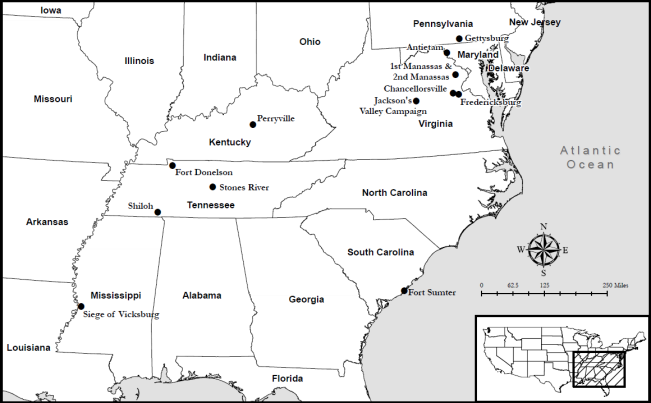 Iowa
Pennsylvania
New Jersey
Ohio
Gettysburg
Antietam
Maryland
Illinois
Indiana
1st Manassas &
2nd Manassas
Delaware
Chancellorsville
Missouri
Jackson's
Valley Campaign
Fredericksburg
Perryville
Virginia
Kentucky
Atlantic
Ocean
Fort Donelson
Stones River
North Carolina
Shiloh
Tennessee
Arkansas
N
W
E
S
South Carolina
Mississippi
Alabama
Georgia
Fort Sumter
0 62.5 125 250 Miles
Siege of Vicksburg
Louisiana
Florida